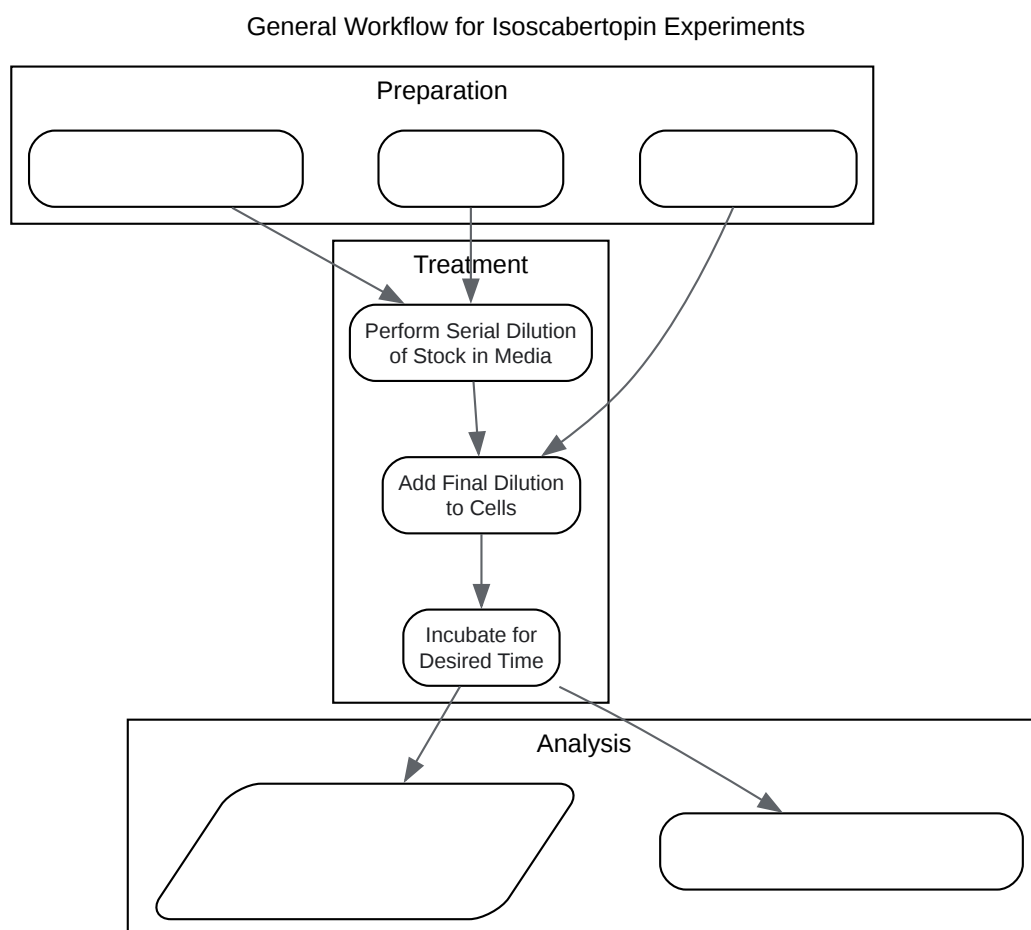 General Workflow for Isoscabertopin Experiments
Preparation
Treatment
Perform Serial Dilution
of Stock in Media
Add Final Dilution
to Cells
Incubate for
Desired Time
Analysis